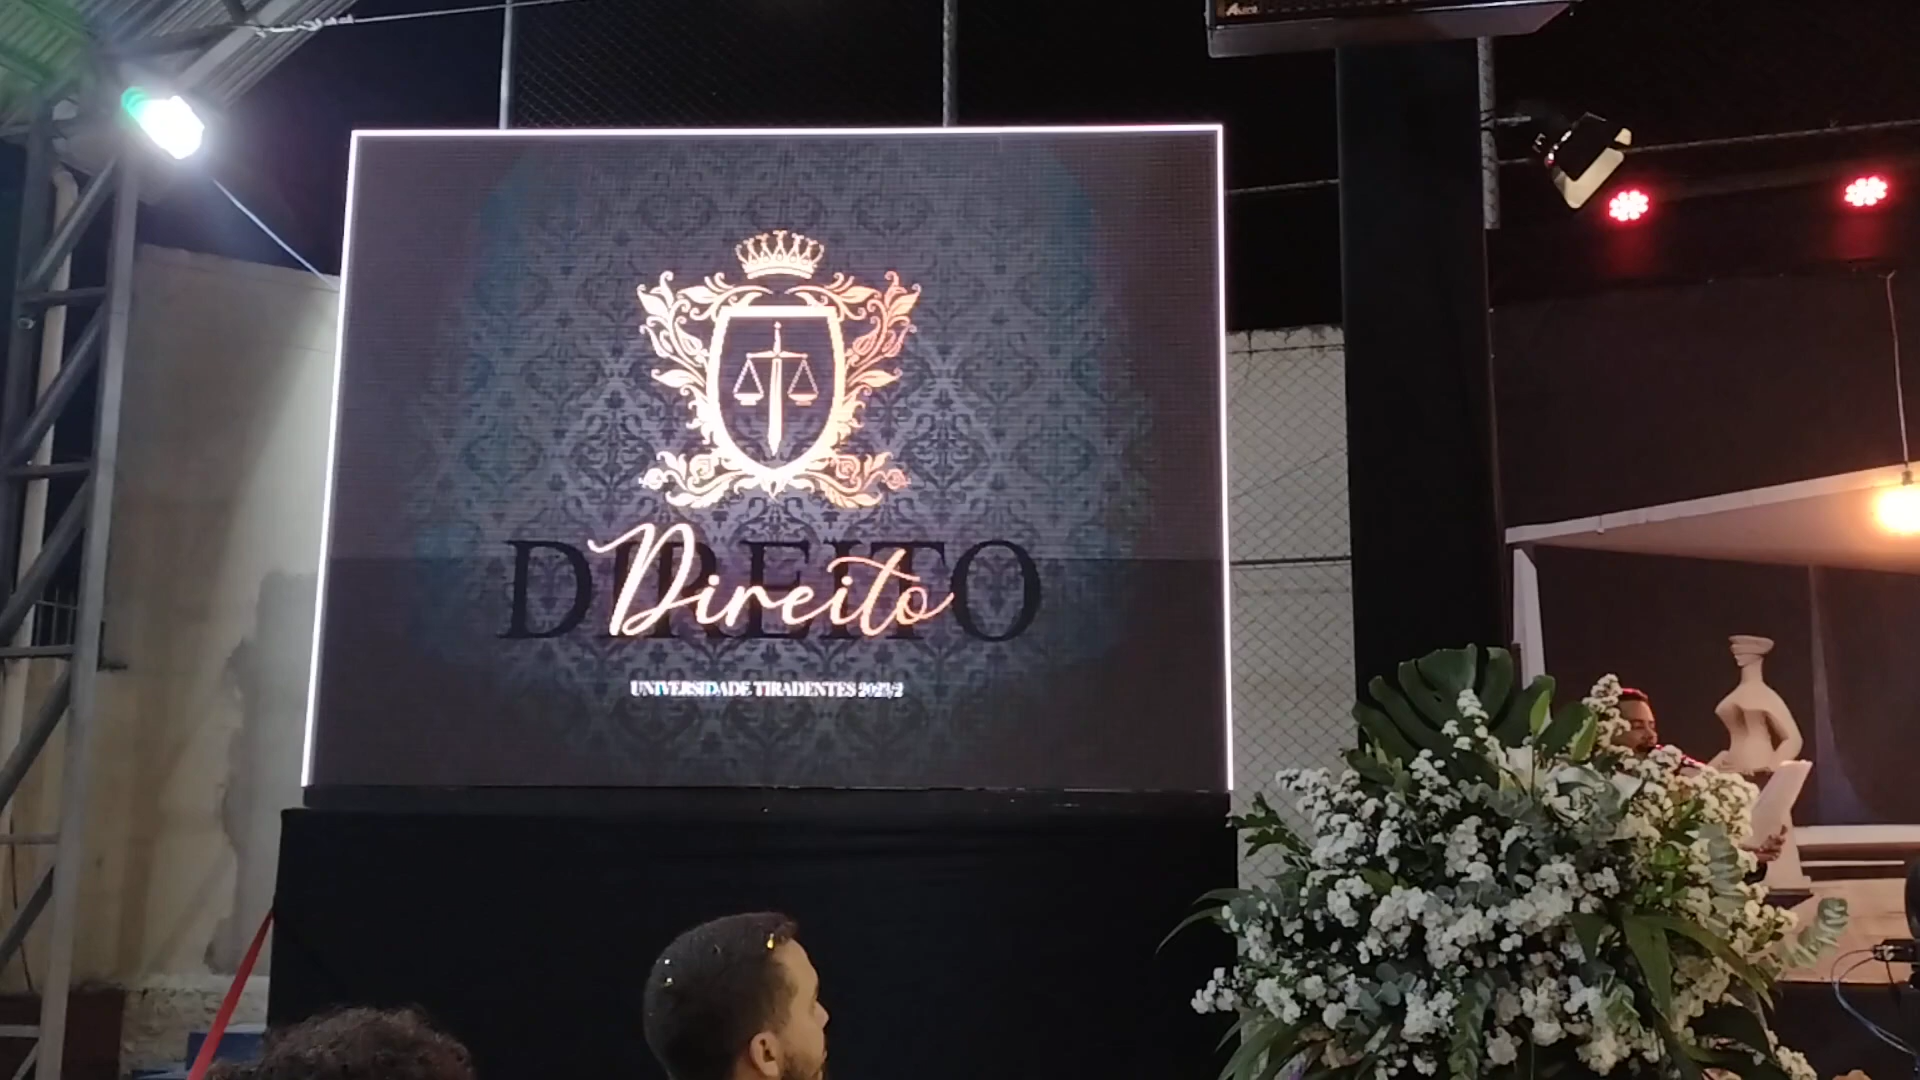 DIREITO
Direito
UNIVERSIDADE TIRADENTES 2023/2